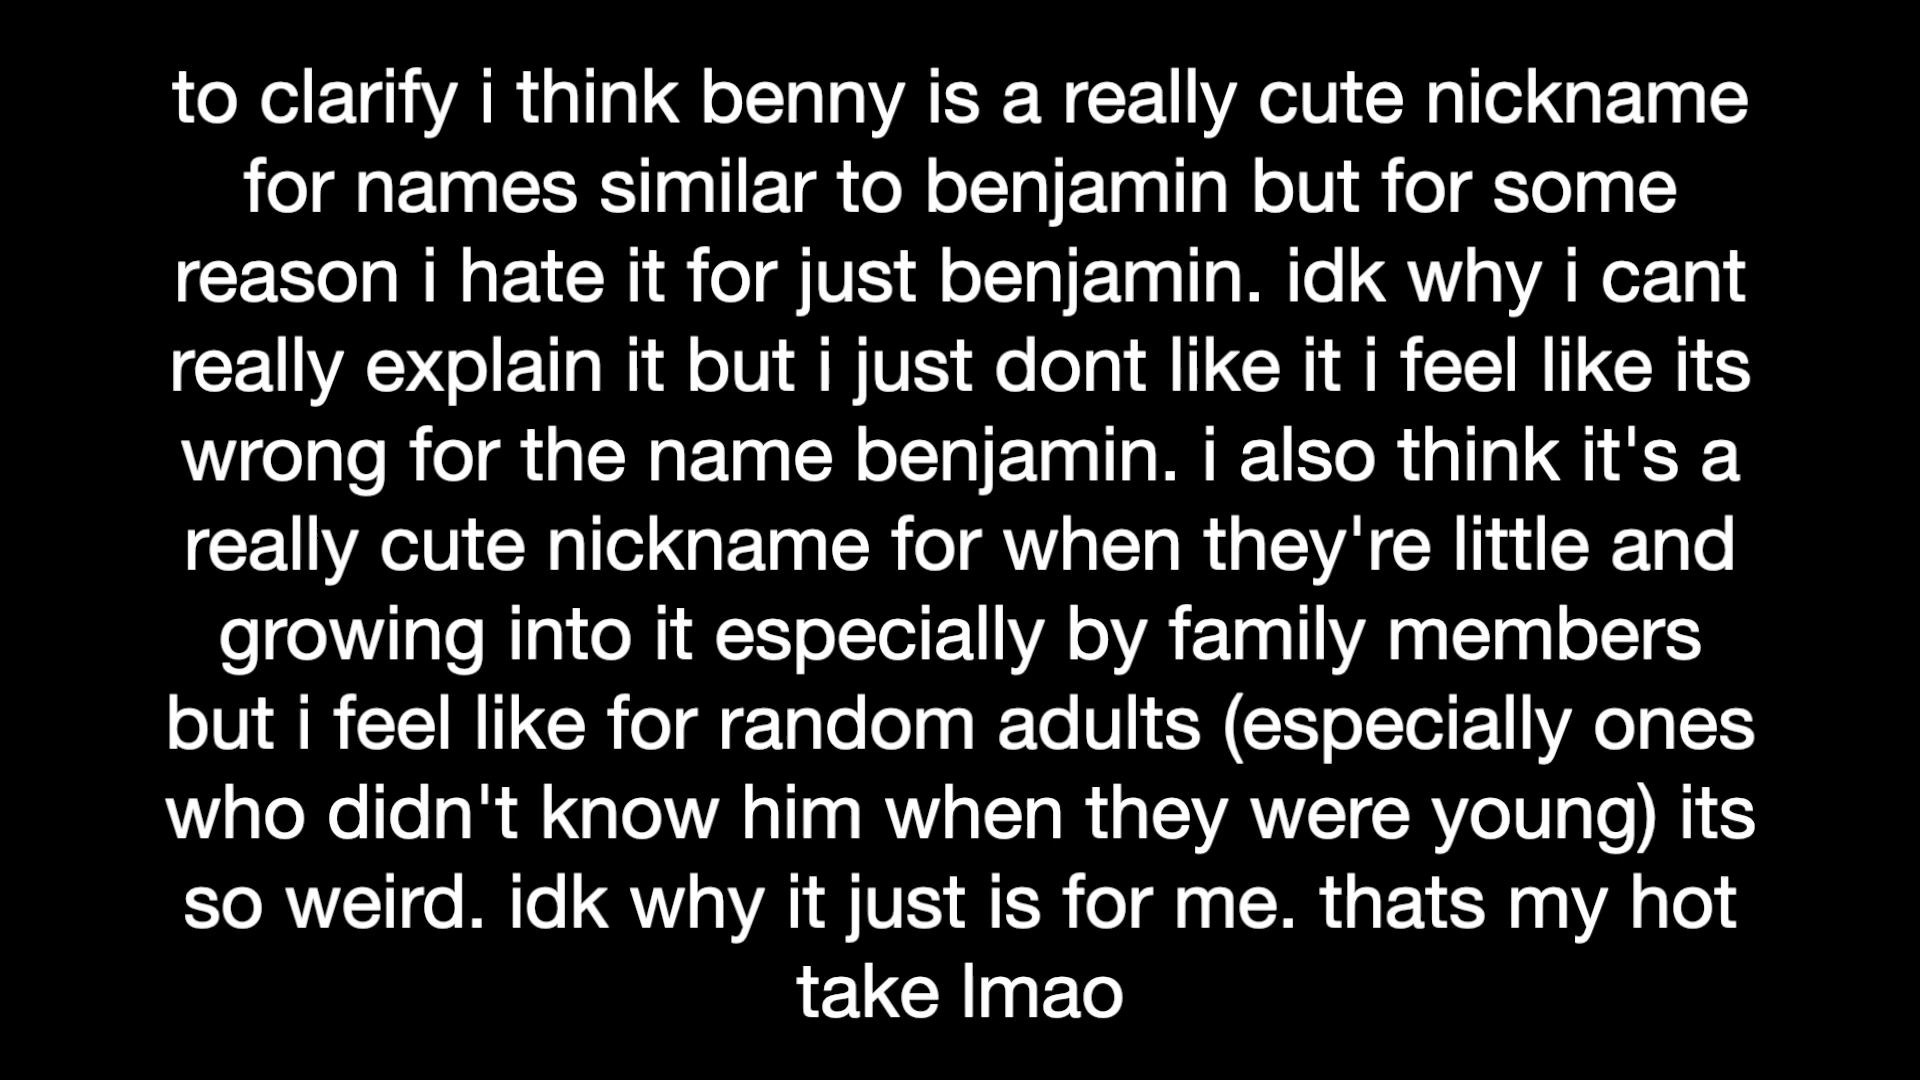 to clarify i think benny is a really cute nickname
for names similar to benjamin but for some
reason i hate it for just benjamin. idk why i cant
really explain it but i just dont like it i feel like its
wrong for the name benjamin. i also think it's a
really cute nickname for when they're little and
growing into it especially by family members
but i feel like for random adults (especially ones
who didn't know him when they were young) its
so weird. idk why it just is for me. thats my hot
take lmao